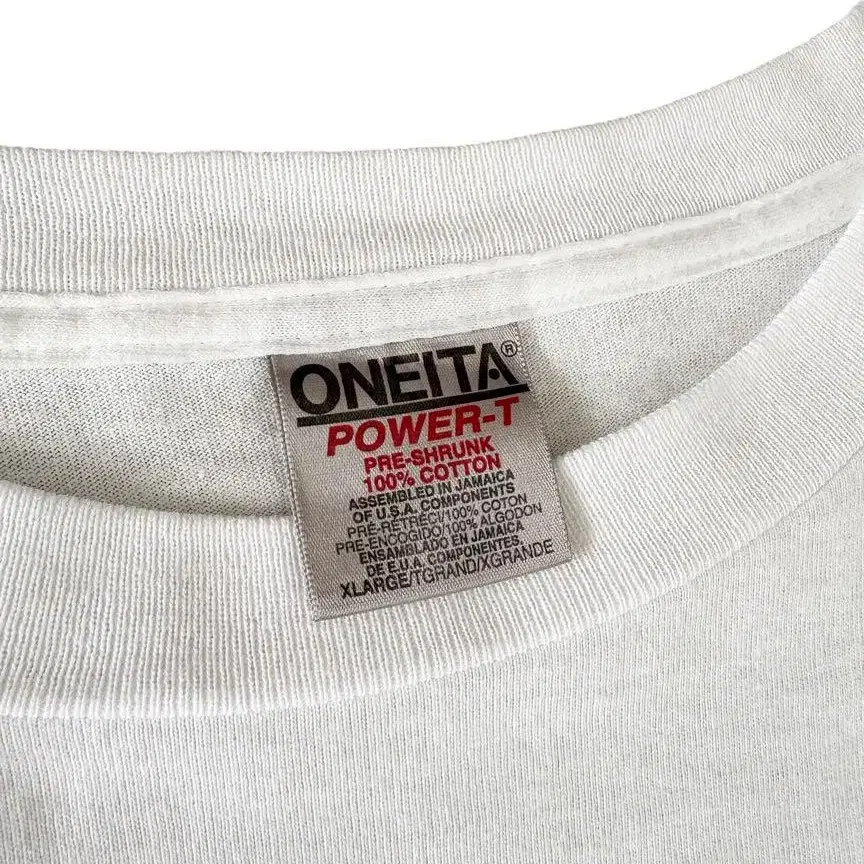 ONEITA®
POWER-T
PRE-SHRUNK
100% COTTON
ASSEMBLED IN JAMAICA
OF U.S.A. COMPONENTS
PRÉ-RÉTRÉCI/100% COTON
PRE-ENCOGIDO/100% ALGODON
ENSAMBLADO EN JAMAICA
DE E.U.A. COMPONENTES
XLARGE/TGRAND/XGRANDE